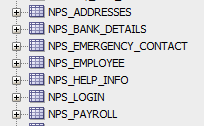 NPS_ADDRESSES
NPS_BANK_DETAILS
NPS_EMERGENCY_CONTACT
NPS_EMPLOYEE
NPS_HELP_INFO
NPS_LOGIN
NPS_PAYROLL